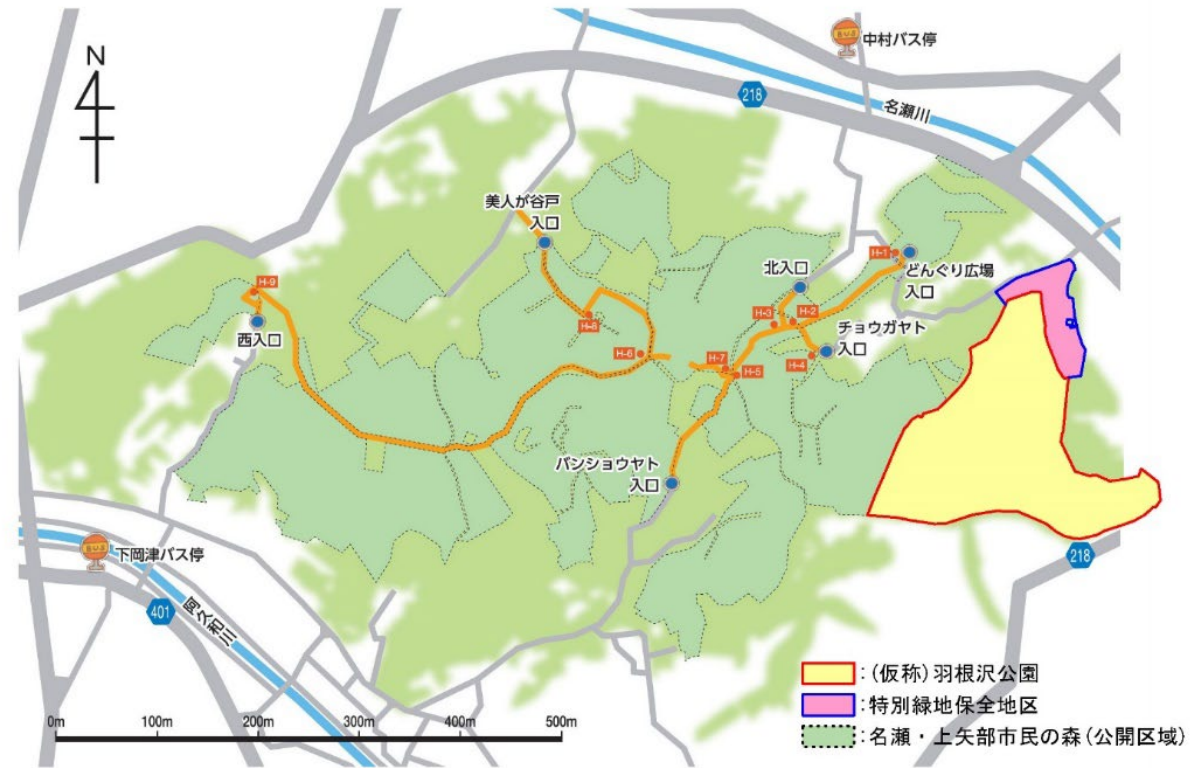 N
BUS
中村バス停
218
名瀬川
美人が谷戸
入口
H-1
どんぐり広場
入口
北入口
H-9
H-8
H-3
H-2
チョウガヤト
入口
西入口
H-6
H-7
H-4
H-5
バンショウヤト
入口
BUS
下岡津バス停
218
401
阿久和川
:(仮称)羽根沢公園
:特別緑地保全地区
:名瀬・上矢部市民の森(公開区域)
0m 100m 200m 300m 400m 500m